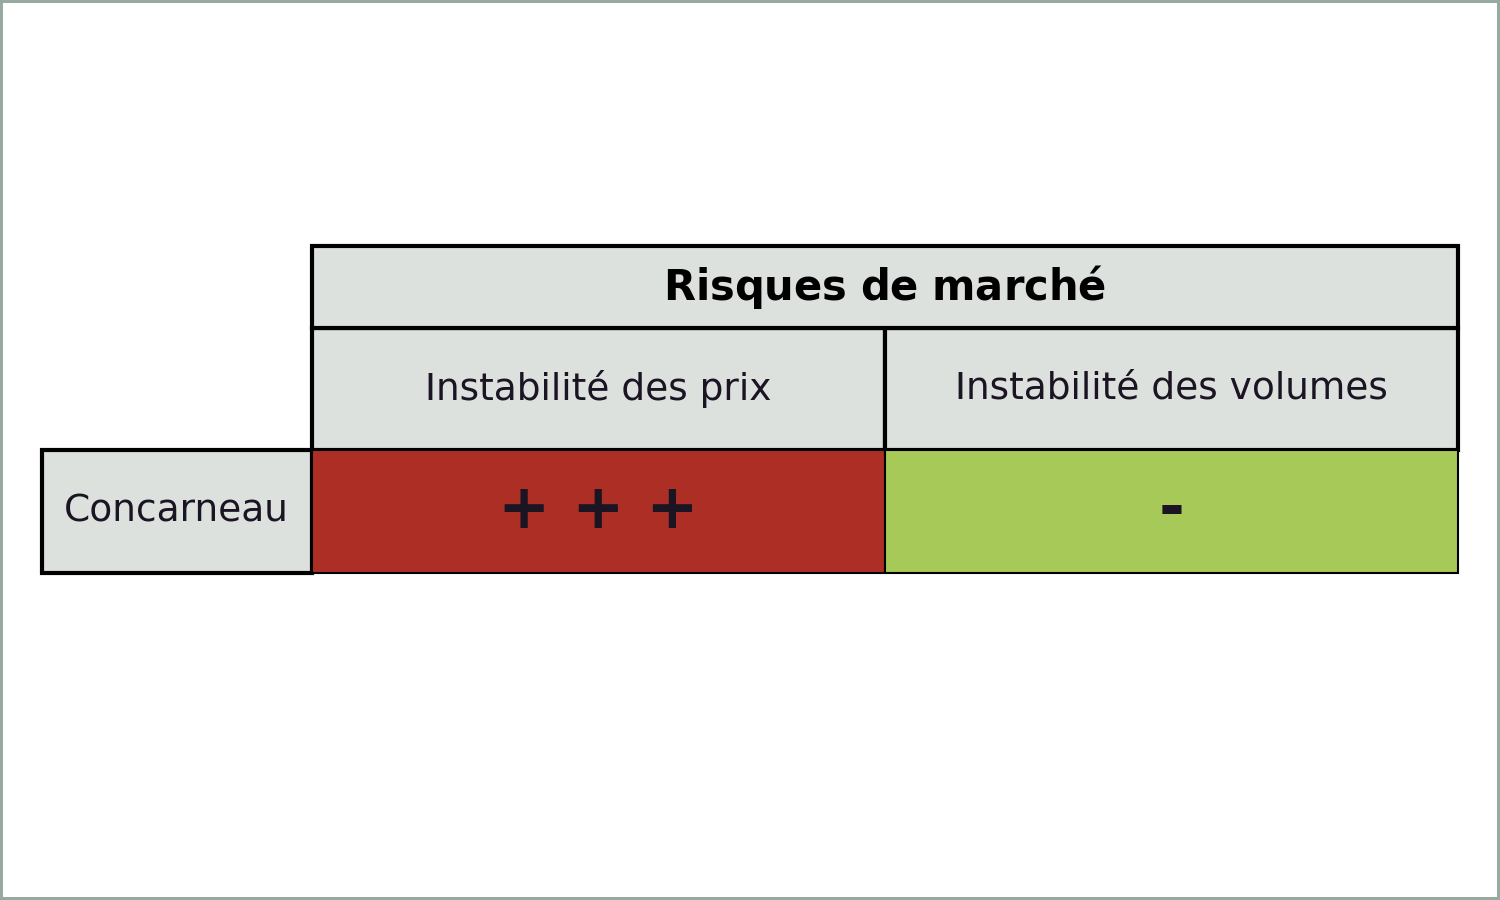 Risques de marché
Instabilité des prix
Instabilité des volumes
Concarneau
+ + +
-